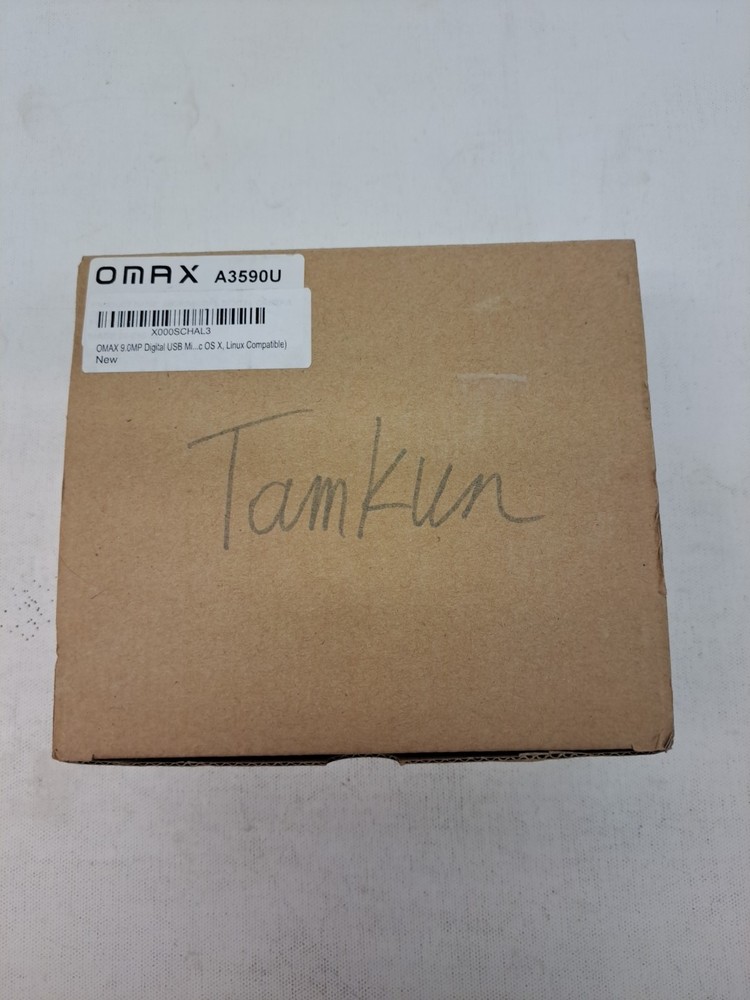 OMAX A3590U
X000SCHAL3
OMAX 9.0MP Digital USB Mi...c OS X, Linux Compatible)
New
Tamkun